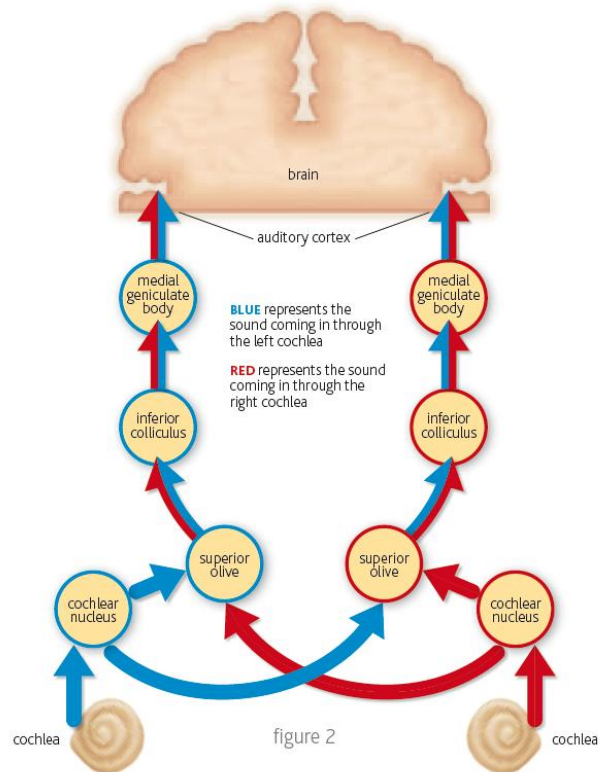 brain
auditory cortex
medial
geniculate
body
medial
geniculate
body
BLUE represents the
sound coming in through
the left cochlea
RED represents the sound
coming in through the
right cochlea
inferior
colliculus
inferior
colliculus
superior
olive
superior
olive
cochlear
nucleus
cochlear
nucleus
cochlea
figure 2
cochlea